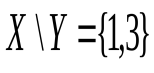 X \ Y = {1,3}